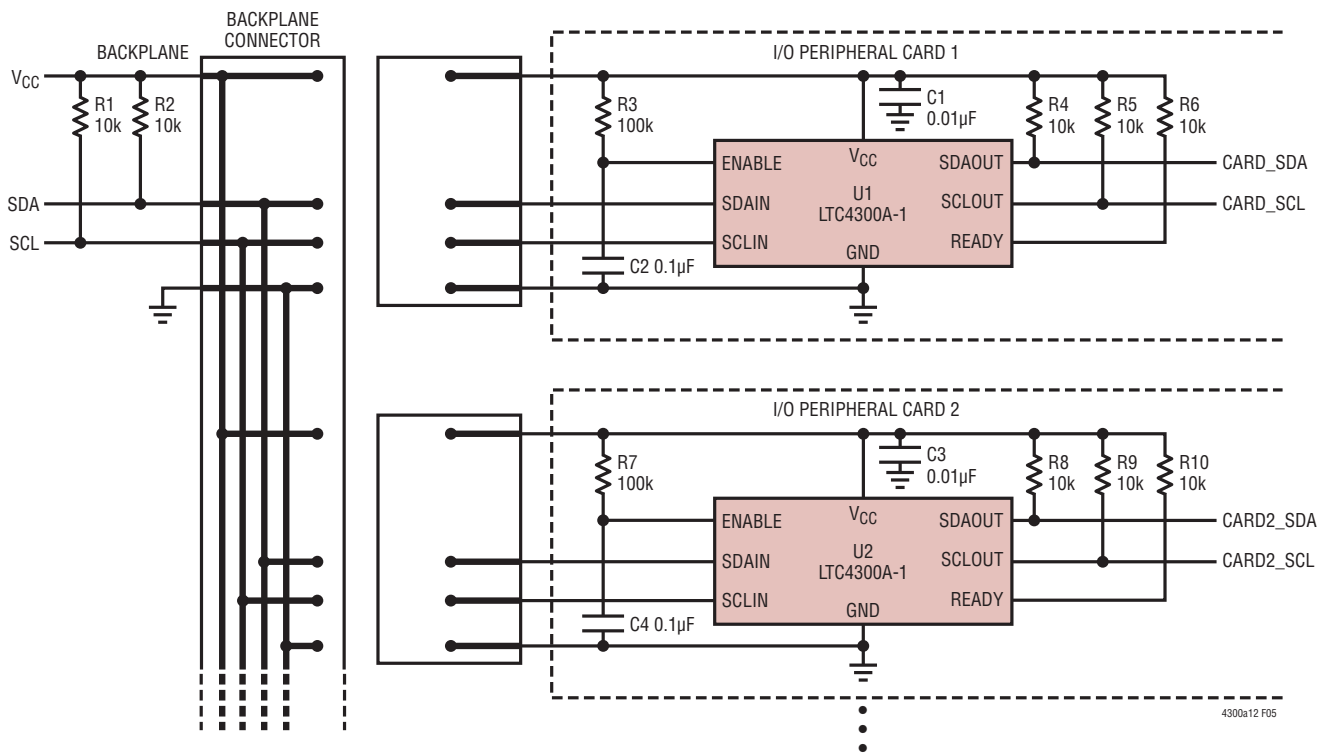 BACKPLANE
CONNECTOR
BACKPLANE
VCC
R1
10k
R2
10k
SDA
SCL
I/O PERIPHERAL CARD 1
R3
100k
C1
0.01µF
R4
10k
R5
10k
R6
10k
ENABLE
VCC
SDAOUT
CARD_SDA
U1
LTC4300A-1
SDAIN
SCLOUT
CARD_SCL
SCLIN
GND
READY
C2 0.1µF
I/O PERIPHERAL CARD 2
R7
100k
C3
0.01µF
R8
10k
R9
10k
R10
10k
ENABLE
VCC
SDAOUT
CARD2_SDA
U2
LTC4300A-1
SDAIN
SCLOUT
CARD2_SCL
SCLIN
GND
READY
C4 0.1µF
4300a12 F05